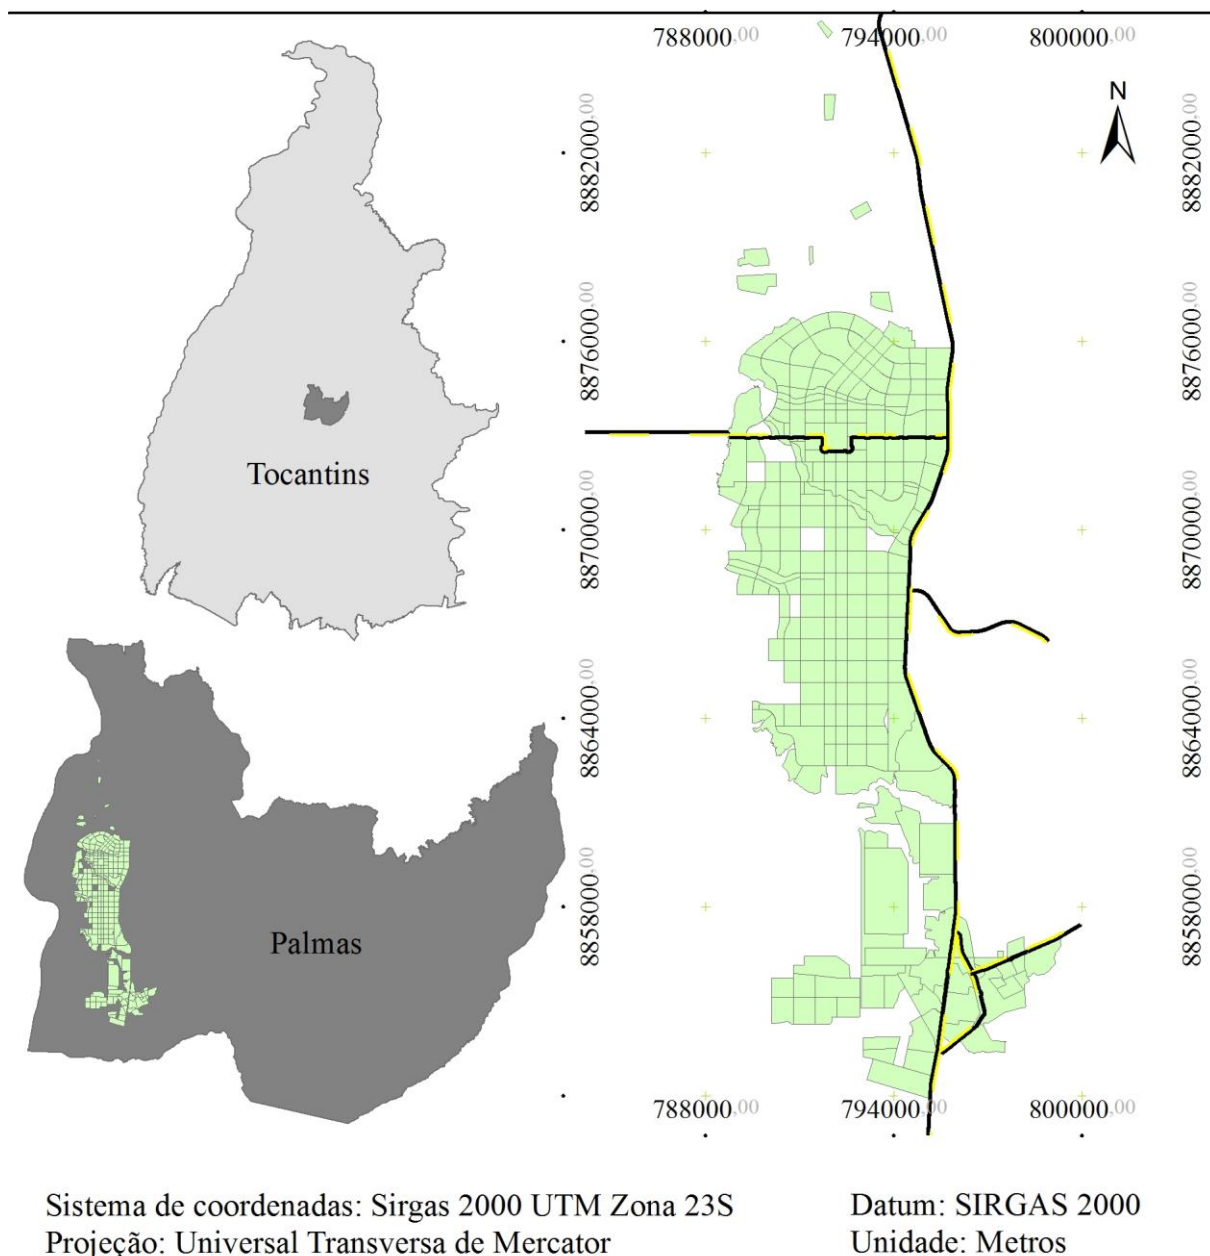 788000,00 794000,00 800000,00
N
8882000,00 8882000,00
8876000,00 8876000,00
Tocantins
8870000,00 8870000,00
8864000,00 8864000,00
Palmas
8858000,00 8858000,00
788000,00 794000,00 800000,00
Sistema de coordenadas: Sirgas 2000 UTM Zona 23S
Datum: SIRGAS 2000
Projeção: Universal Transversa de Mercator
Unidade: Metros